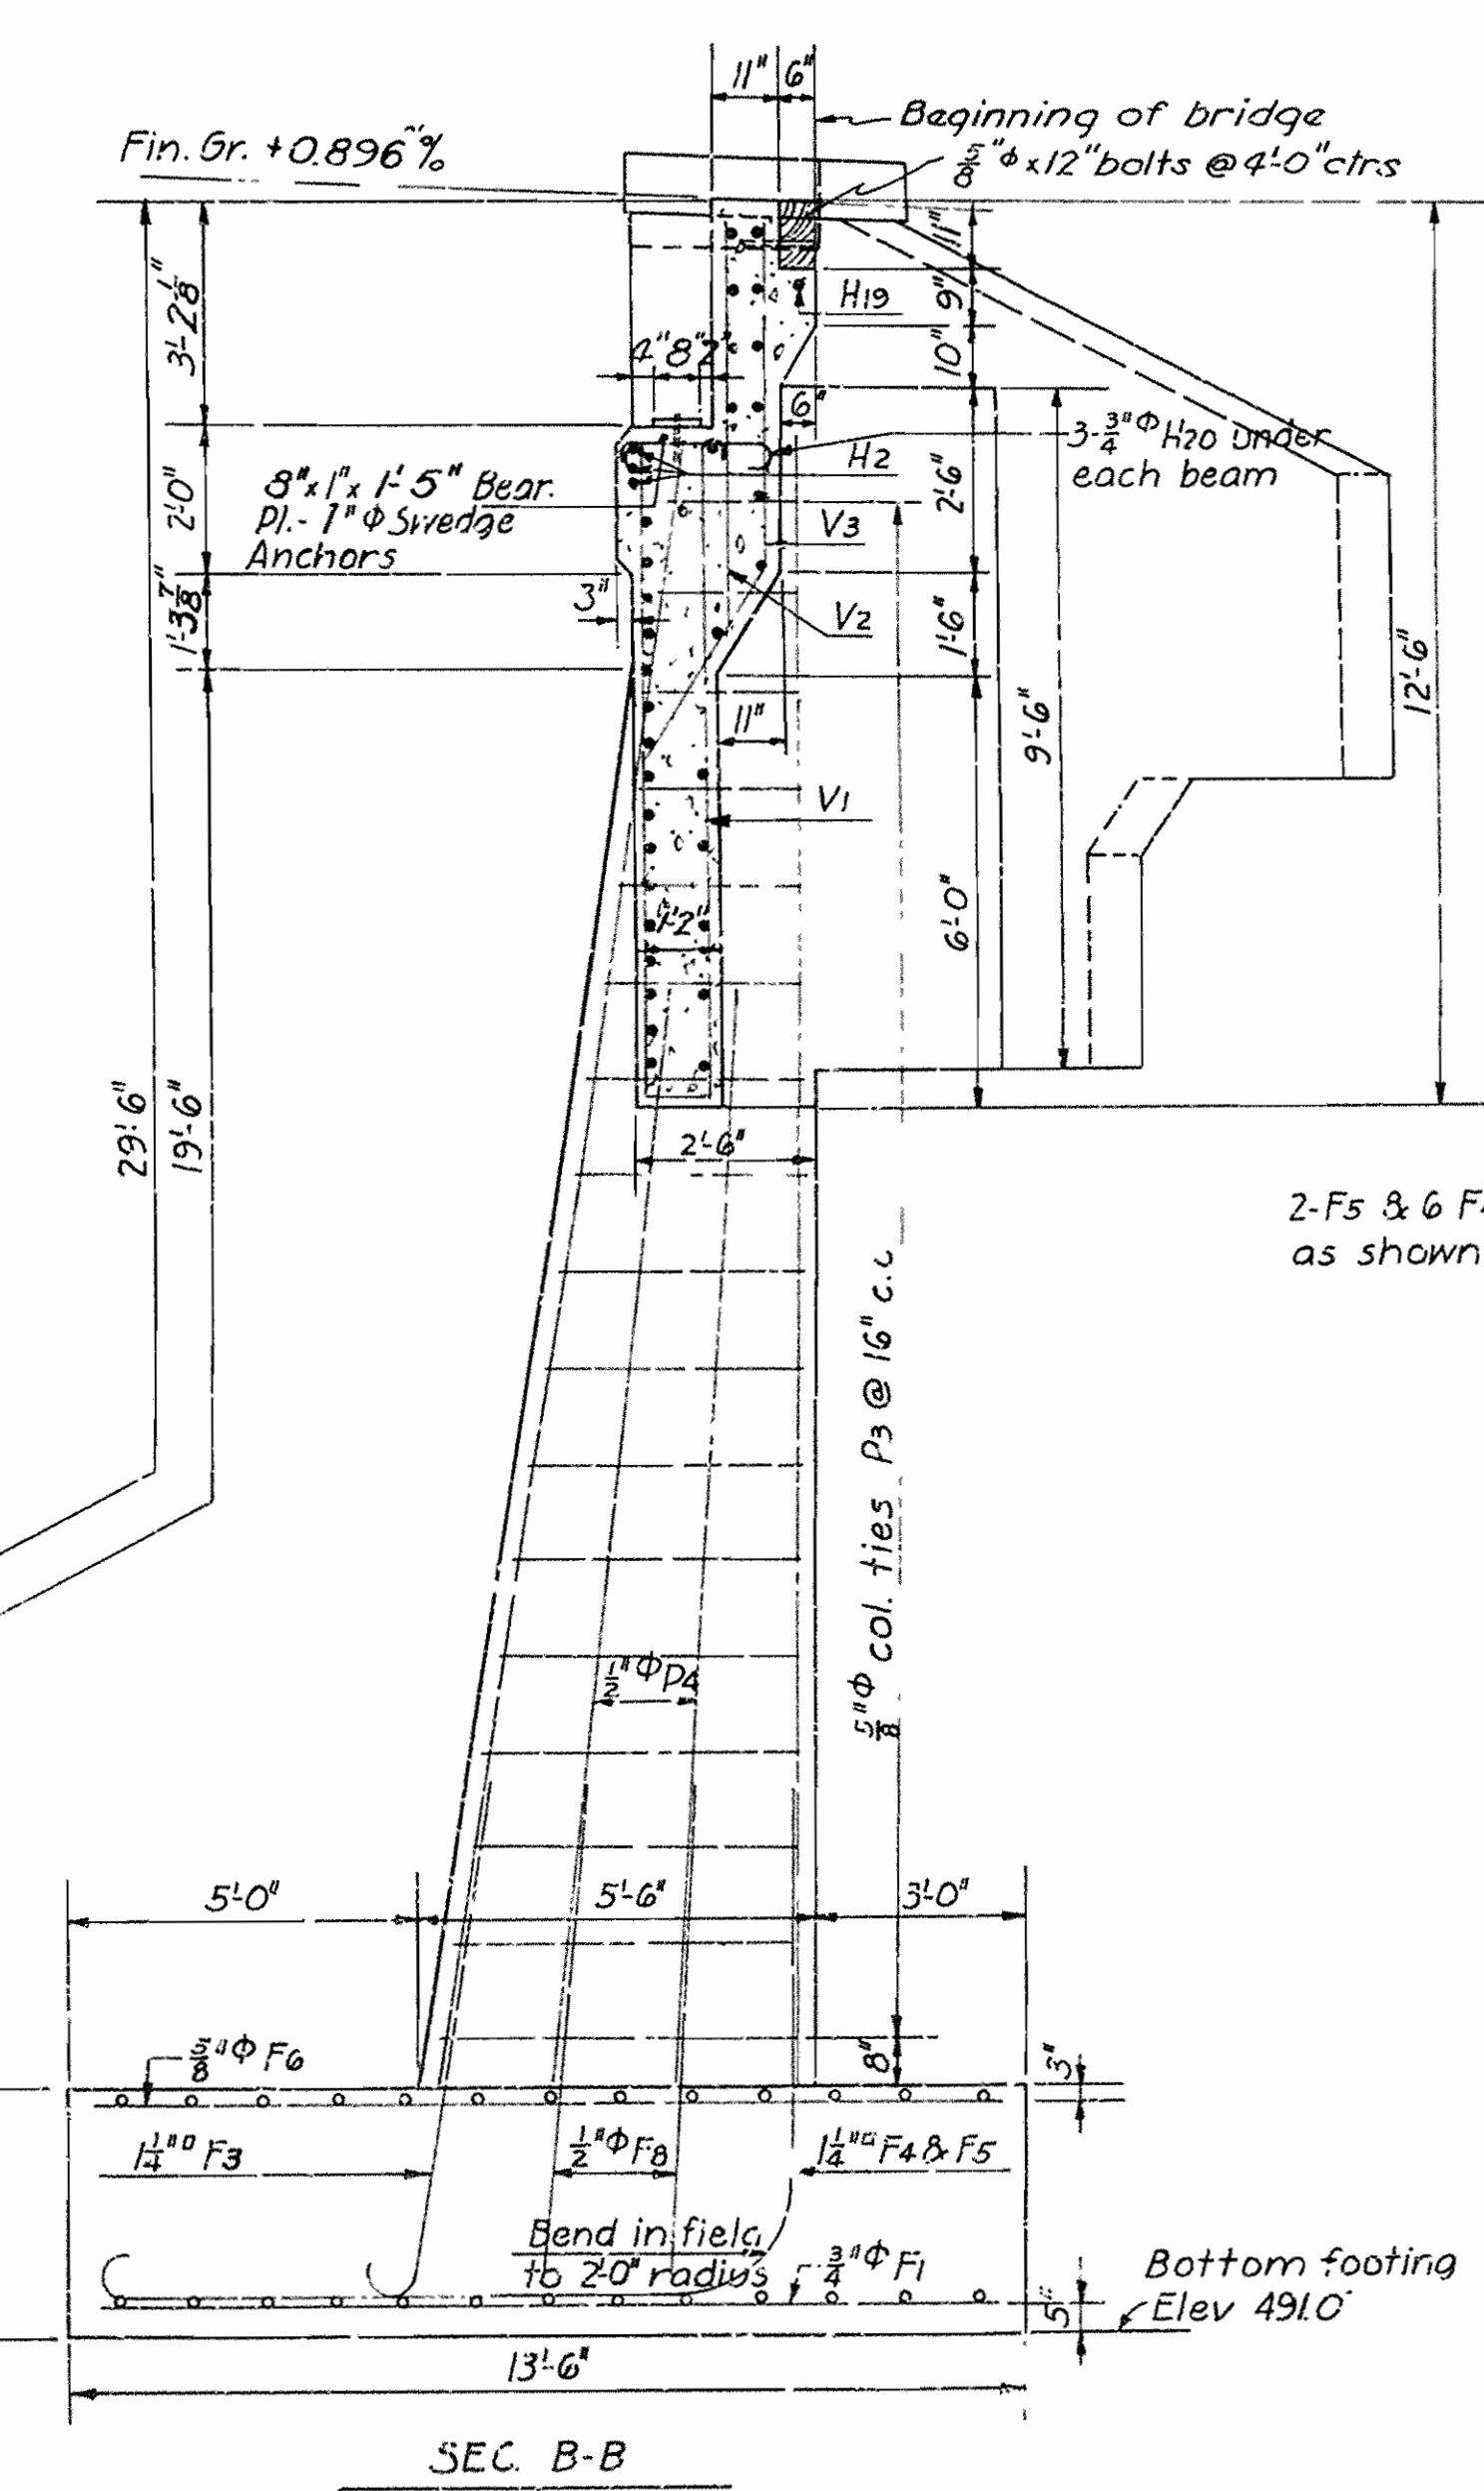 11" 6"
Beginning of bridge
Fin. Gr. +0.896 %
5/8"Φ x 12" bolts @ 4'-0" ctrs
3'-2 1/8"
11"
H19
9"
4" 8" 2"
10"
6"
3-3/4"Φ H20 under
each beam
H2
8" x 1" x 1'-5" Bear.
Pl.- 1"Φ Swedge
Anchors
2'-0"
2'-6"
V3
3"
V2
1'-3 7/8"
1'-6"
12'-6"
11"
9'-6"
V1
1'-2"
6'-0"
29'-6"
19'-6"
2'-6"
2-F5 & 6
as shown
5/8"Φ col. ties P3 @ 16" c.c
1/2"Φ P4
5'-0" 5'-6" 3'-0"
5/8"Φ F6
8"
3"
1 1/4"□ F3
1/2"Φ F8
1 1/4"□ F4 & F5
Bend in field
to 2'-0" radius
3/4"Φ F1
Bottom footing
Elev 491.0
5"
13'-6"
SEC. B-B